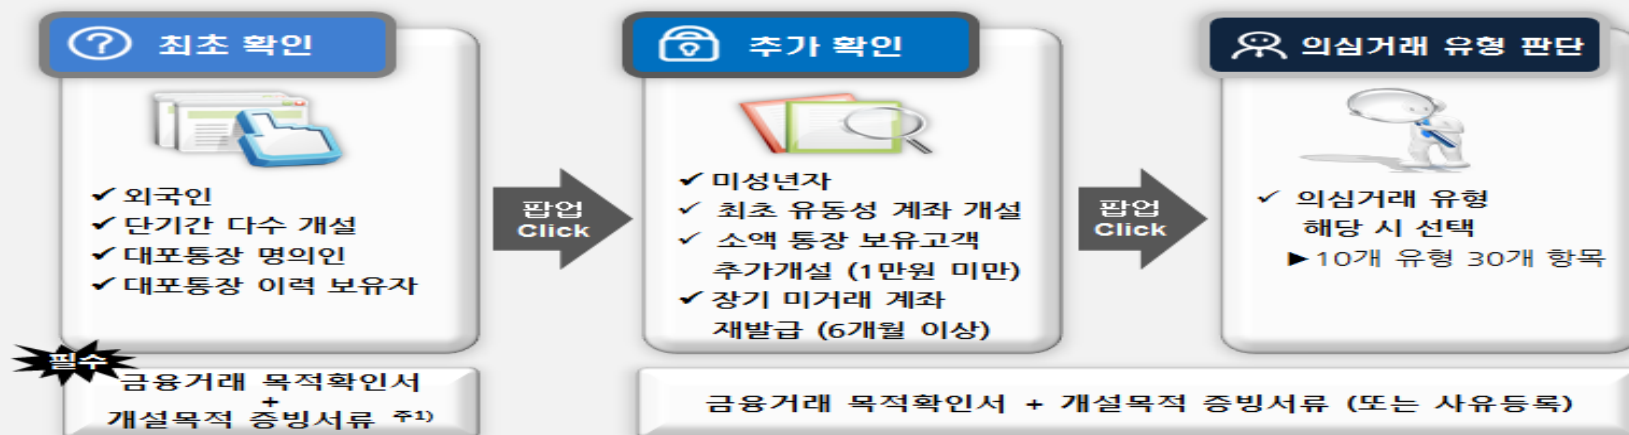 최초 확인
외국인
단기간 다수 개설
대포통장 명의인
대포통장 이력 보유자
필수
금융거래 목적확인서
+
개설목적 증빙서류 주1)
팝업
Click
추가 확인
미성년자
최초 유동성 계좌 개설
소액 통장 보유고객
추가개설 (1만원 미만)
장기 미거래 계좌
재발급 (6개월 이상)
팝업
Click
의심거래 유형 판단
의심거래 유형
해당 시 선택
▶10개 유형 30개 항목
금융거래 목적확인서 + 개설목적 증빙서류 (또는 사유등록)